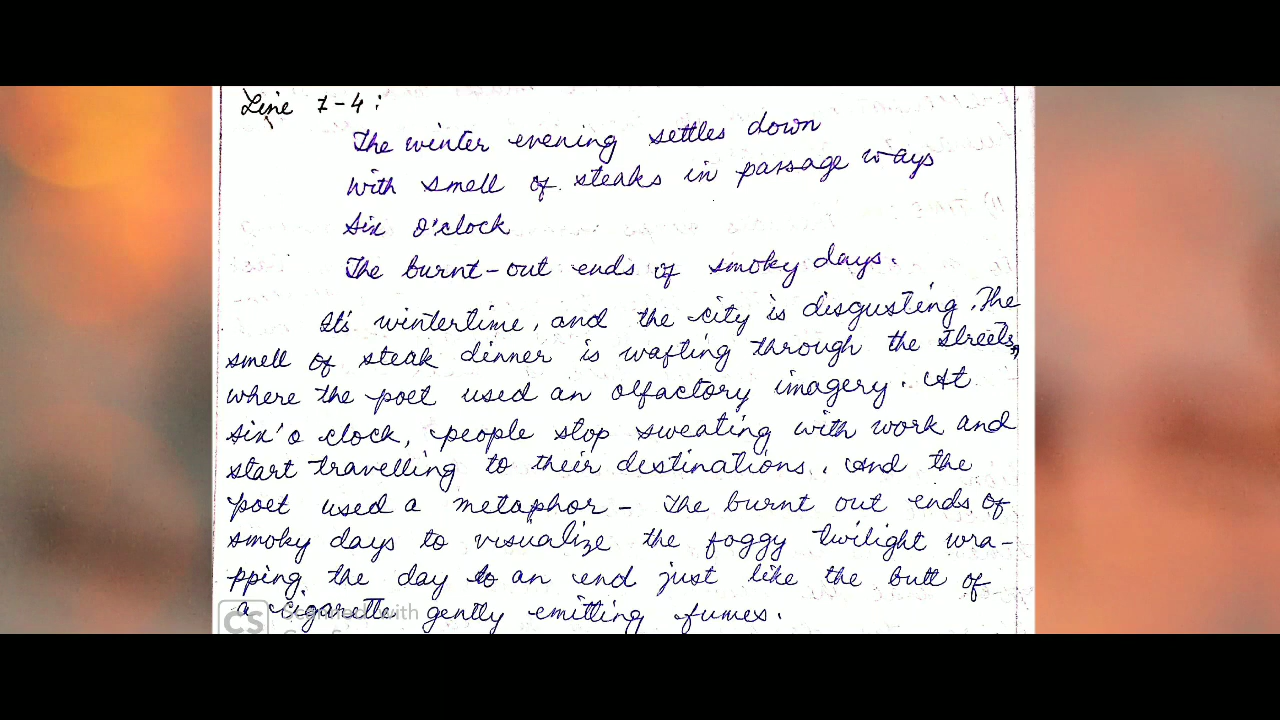 Line 1-4:
The winter evening settles down
With smell of steaks in passage ways
Six O'clock
The burnt-out ends of smoky days.
It's wintertime, and the city is disgusting. The
smell of steak dinner is wafting through the streets,
where the poet used an olfactory imagery. At
six'o clock, people stop sweating with work and
start travelling to their destinations. And the
poet used a metaphor - The burnt out ends of
smoky days to visualize the foggy twilight wra-
pping the day to an end just like the butt of
a cigarette gently emitting fumes.
CS Scanned with